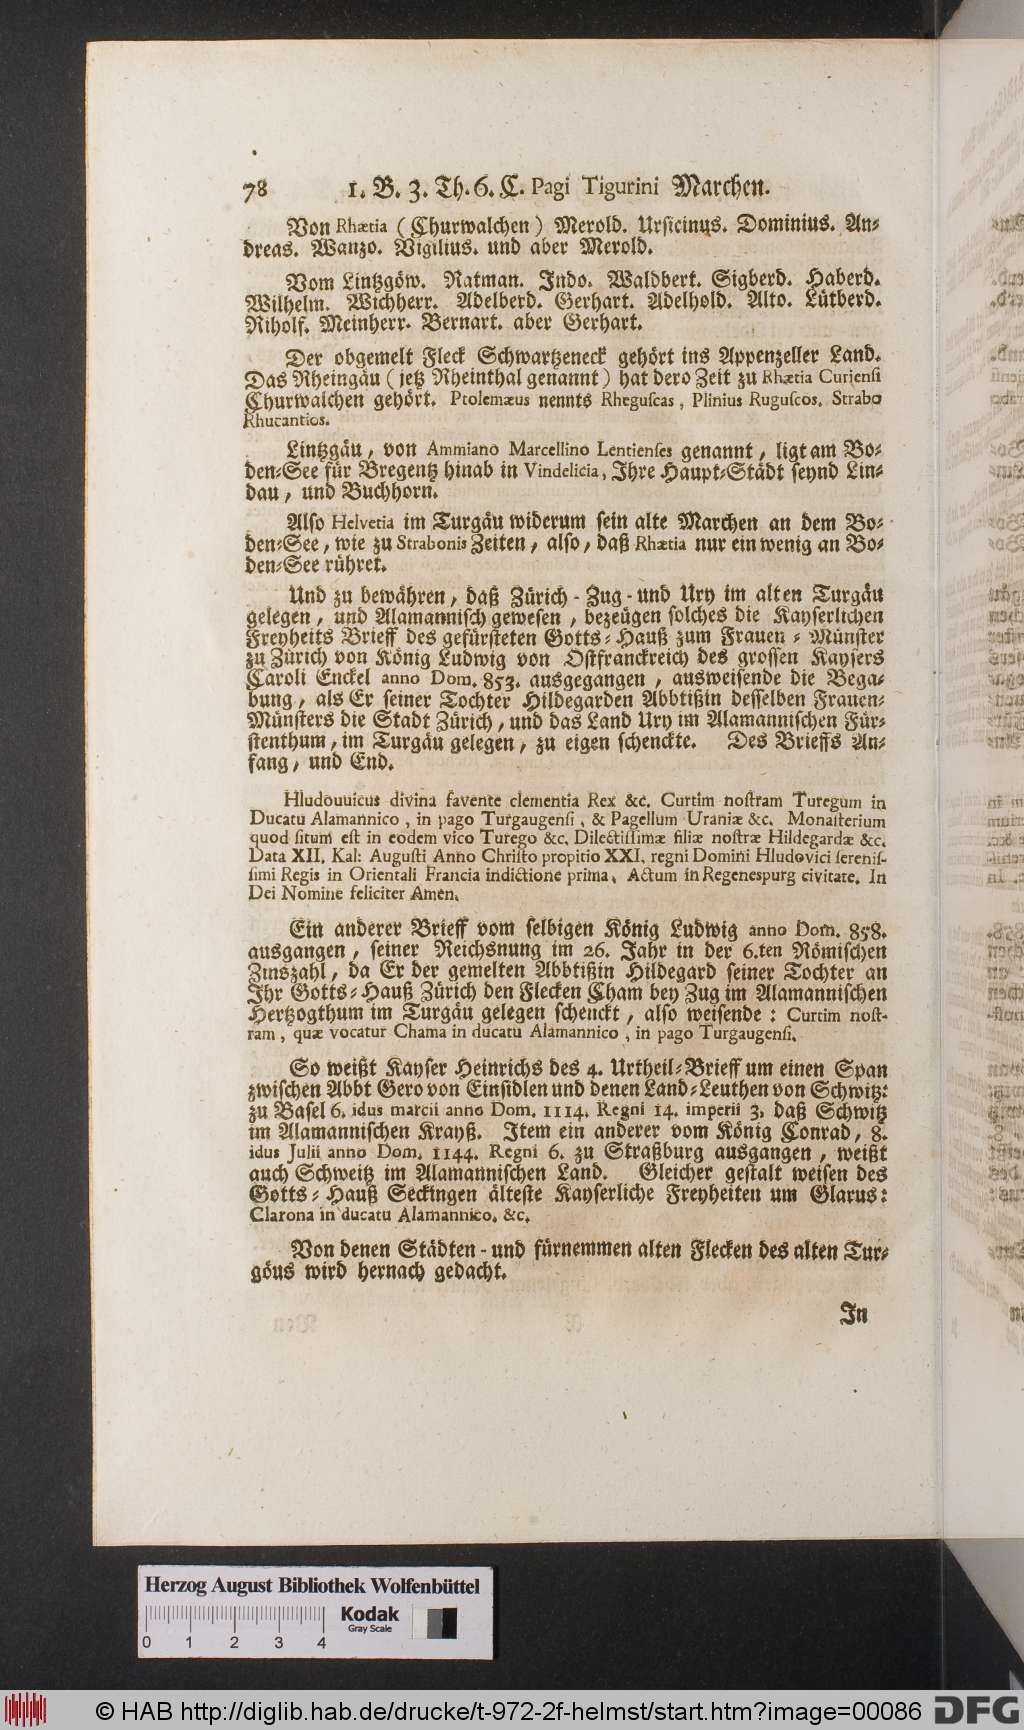 78 1. B. 3. Th. 6. C. Pagi Tigurini Marchen.
Von Rhætia (Churwalchen) Merold. Ursicinus. Dominius. An-
dreas. Wanzo. Vigilius. und aber Merold.
Vom Lintzgöw. Ratman. Indo. Waldbert. Sigberd. Haberd.
Wilhelm. Wichherr. Adelberd. Gerhart. Adelhold. Alto. Lütberd.
Riholf. Meinherr. Bernart. aber Gerhart.
Der obgemelt Fleck Schwartzeneck gehört ins Appenzeller Land.
Das Rheingäu (jetz Rheinthal genannt) hat dero Zeit zu Rhætia Curiensi
Churwalchen gehört. Ptolemæus nennts Rheguscas, Plinius Ruguscos. Strabo
Rhucantios.
Lintzgäu, von Ammiano Marcellino Lentienses genannt, ligt am Bo-
den-See für Bregentz hinab in Vindelicia, Ihre Haupt-Städt seynd Lin-
dau, und Buchhorn.
Also Helvetia im Turgäu widerum sein alte Marchen an dem Bo-
den-See, wie zu Strabonis Zeiten, also, daß Rhætia nur ein wenig an Bo-
den-See rühret.
Und zu bewähren, daß Zürich-Zug-und Ury im alten Turgäu
gelegen, und Alamannisch gewesen, bezeügen solches die Kayserlichen
Freyheits Brieff des gefürsteten Gotts-Hauß zum Frauen-Münster
zu Zürich von König Ludwig von Ostfranckreich des grossen Kaysers
Caroli Enckel anno Dom. 853. ausgegangen, ausweisende die Bega-
bung, als Er seiner Tochter Hildegarden Abbtißin desselben Frauen-
Münsters die Stadt Zürich, und das Land Ury im Alamannischen Für-
stenthum, im Turgäu gelegen, zu eigen schenckte. Des Brieffs An-
fang, und End.
Hludouuicus divina favente clementia Rex &c. Curtim nostram Turegum in
Ducatu Alamannico, in pago Turgaugensi, & Pagellum Uraniæ &c. Monasterium
quod situm est in eodem vico Turego &c. Dilectissimæ filiæ nostræ Hildegardæ &c.
Data XII. Kal: Augusti Anno Christo propitio XXI. regni Domini Hludovici serenis-
simi Regis in Orientali Francia indictione prima. Actum in Regenespurg civitate. In
Dei Nomine feliciter Amen.
Ein anderer Brieff vom selbigen König Ludwig anno Dom. 858.
ausgangen, seiner Reichsnung im 26. Jahr in der 6.ten Römischen
Zinszahl, da Er der gemelten Abbtißin Hildegard seiner Tochter an
Ihr Gotts-Hauß Zürich den Flecken Cham bey Zug im Alamannischen
Hertzogthum im Turgäu gelegen schenckt, also weisende: Curtim nost-
ram, quæ vocatur Chama in ducatu Alamannico, in pago Turgaugensi.
So weißt Kayser Heinrichs des 4. Urtheil-Brieff um einen Span
zwischen Abbt Gero von Einsidlen und denen Land-Leuthen von Schwitz:
zu Basel 6. idus marcii anno Dom. 1114. Regni 14. imperii 3. daß Schwitz
im Alamannischen Krayß. Item ein anderer vom König Conrad, 8.
idus Julii anno Dom. 1144. Regni 6. zu Straßburg ausgangen, weißt
auch Schweitz im Alamannischen Land. Gleicher gestalt weisen des
Gotts-Hauß Seckingen älteste Kayserliche Freyheiten um Glarus:
Clarona in ducatu Alamannico. &c.
Von denen Städten-und fürnemmen alten Flecken des alten Tur-
göus wird hernach gedacht.
In
Herzog August Bibliothek Wolfenbüttel
Kodak
Gray Scale
0 1 2 3 4
© HAB http://diglib.hab.de/drucke/t-972-2f-helmst/start.htm?image=00086 DFG